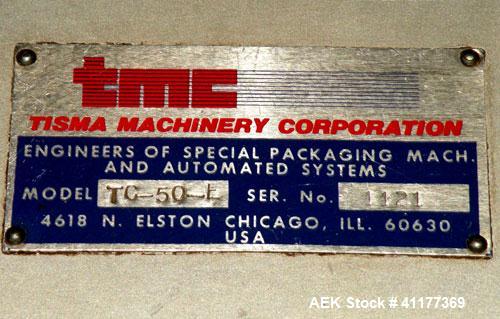 tmc
TISMA MACHINERY CORPORATION
ENGINEERS OF SPECIAL PACKAGING MACH.
AND AUTOMATED SYSTEMS
MODEL TC-50-L SER. No. 1121
4618 N. ELSTON CHICAGO, ILL. 60630
USA
AEK Stock # 41177369